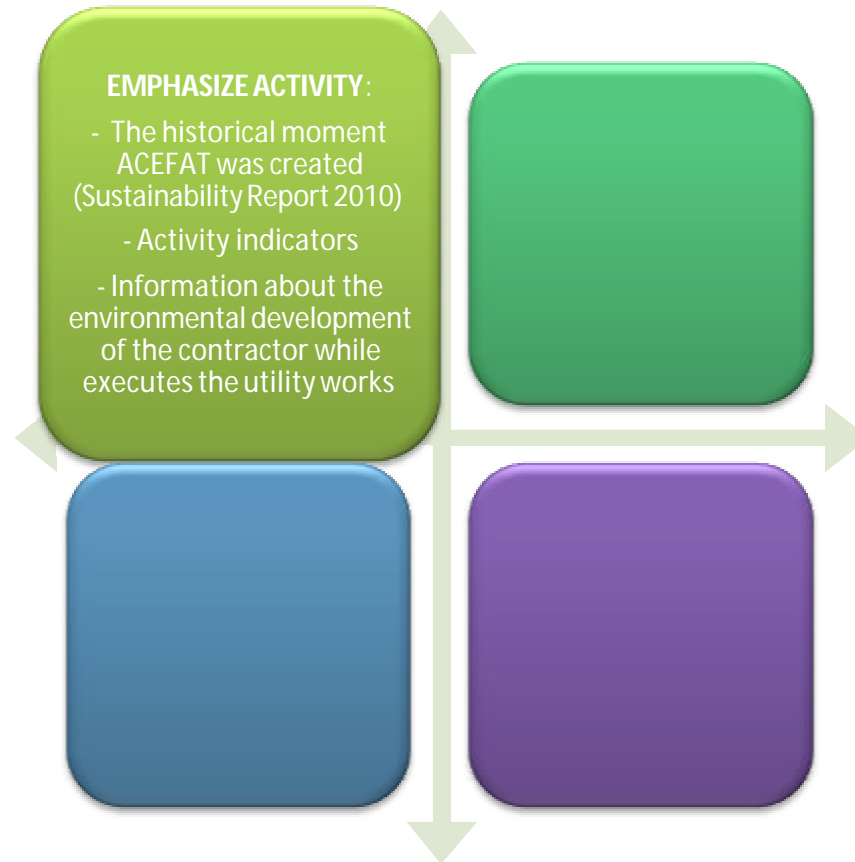 EMPHASIZE ACTIVITY:
- The historical moment
ACEFAT was created
(Sustainability Report 2010)
- Activity indicators
- Information about the
environmental development
of the contractor while
executes the utility works